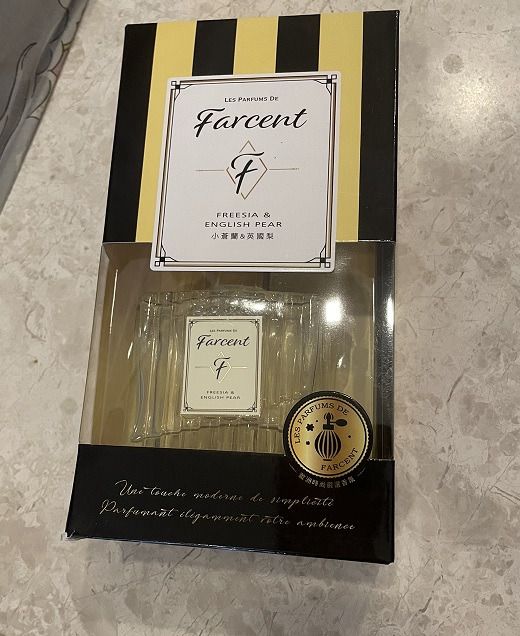 LES PARFUMS DE
Farcent
F
FREESIA &
ENGLISH PEAR
小蒼蘭&英國梨
LES PARFUMS DE
Farcent
F
FREESIA &
ENGLISH PEAR
LES PARFUMS DE
FARCENT
Une touche moderne de simplicité
Parfumant élégamment votre ambience